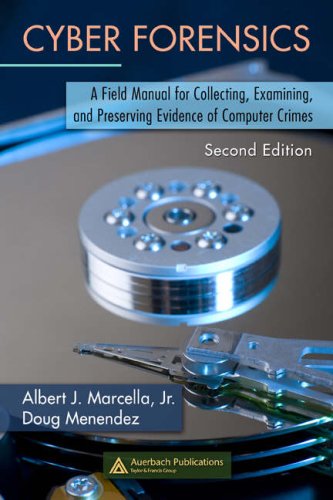 CYBER FORENSICS
A Field Manual for Collecting, Examining,
and Preserving Evidence of Computer Crimes
Second Edition
Albert J. Marcella, Jr.
Doug Menendez
Auerbach Publications
Taylor & Francis Group